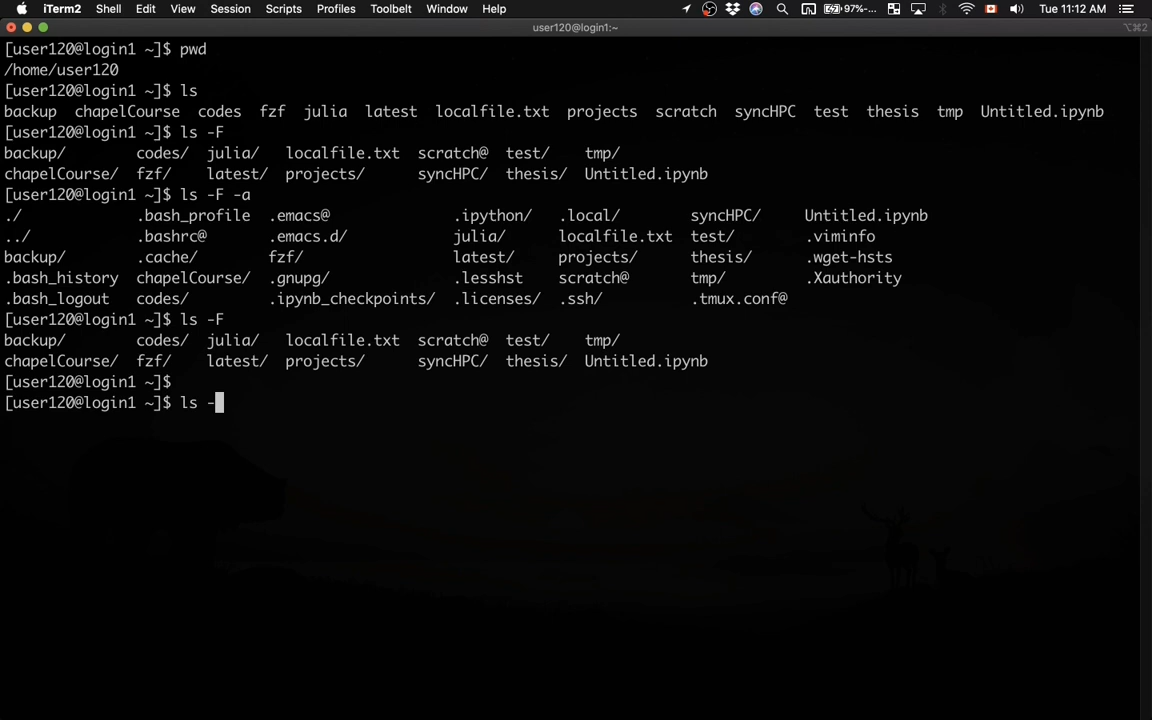 iTerm2 Shell Edit View Session Scripts Profiles Toolbelt Window Help 97%-... Tue 11:12 AM
user120@login1:~ ⌥⌘2
[user120@login1 ~]$ pwd
/home/user120
[user120@login1 ~]$ ls
backup chapelCourse codes fzf julia latest localfile.txt projects scratch syncHPC test thesis tmp Untitled.ipynb
[user120@login1 ~]$ ls -F
backup/ codes/ julia/ localfile.txt scratch@ test/ tmp/
chapelCourse/ fzf/ latest/ projects/ syncHPC/ thesis/ Untitled.ipynb
[user120@login1 ~]$ ls -F -a
./ .bash_profile .emacs@ .ipython/ .local/ syncHPC/ Untitled.ipynb
../ .bashrc@ .emacs.d/ julia/ localfile.txt test/ .viminfo
backup/ .cache/ fzf/ latest/ projects/ thesis/ .wget-hsts
.bash_history chapelCourse/ .gnupg/ .lesshst scratch@ tmp/ .Xauthority
.bash_logout codes/ .ipynb_checkpoints/ .licenses/ .ssh/ .tmux.conf@
[user120@login1 ~]$ ls -F
backup/ codes/ julia/ localfile.txt scratch@ test/ tmp/
chapelCourse/ fzf/ latest/ projects/ syncHPC/ thesis/ Untitled.ipynb
[user120@login1 ~]$
[user120@login1 ~]$ ls -